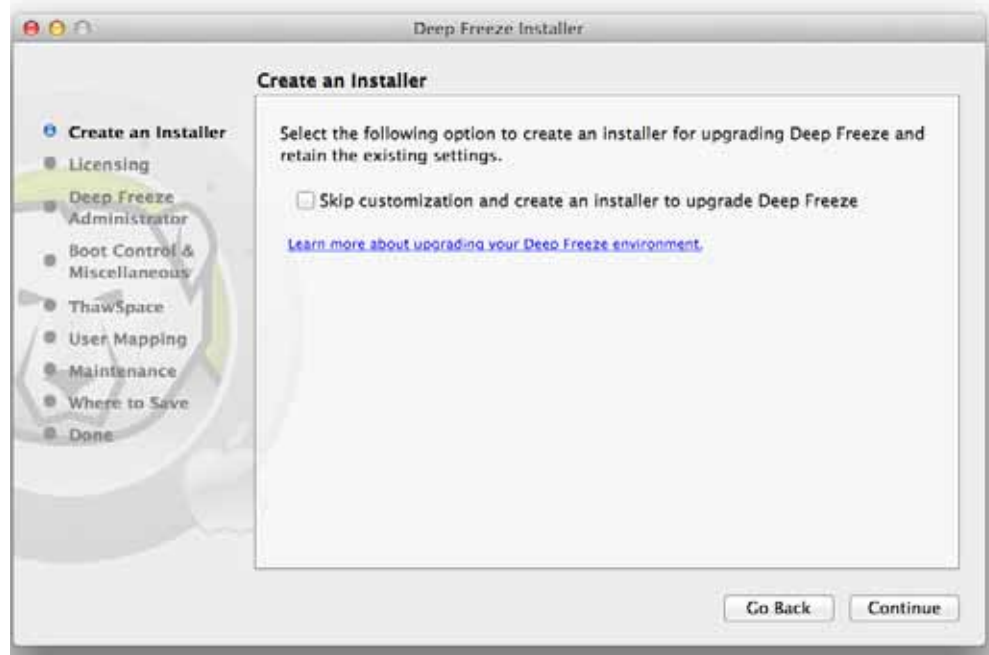 Deep Freeze Installer
Create an Installer
Create an Installer
Licensing
Deep Freeze
Administrator
Boot Control &
Miscellaneous
ThawSpace
User Mapping
Maintenance
Where to Save
Done
Select the following option to create an installer for upgrading Deep Freeze and
retain the existing settings.
Skip customization and create an installer to upgrade Deep Freeze
Learn more about upgrading your Deep Freeze environment.
Go Back
Continue